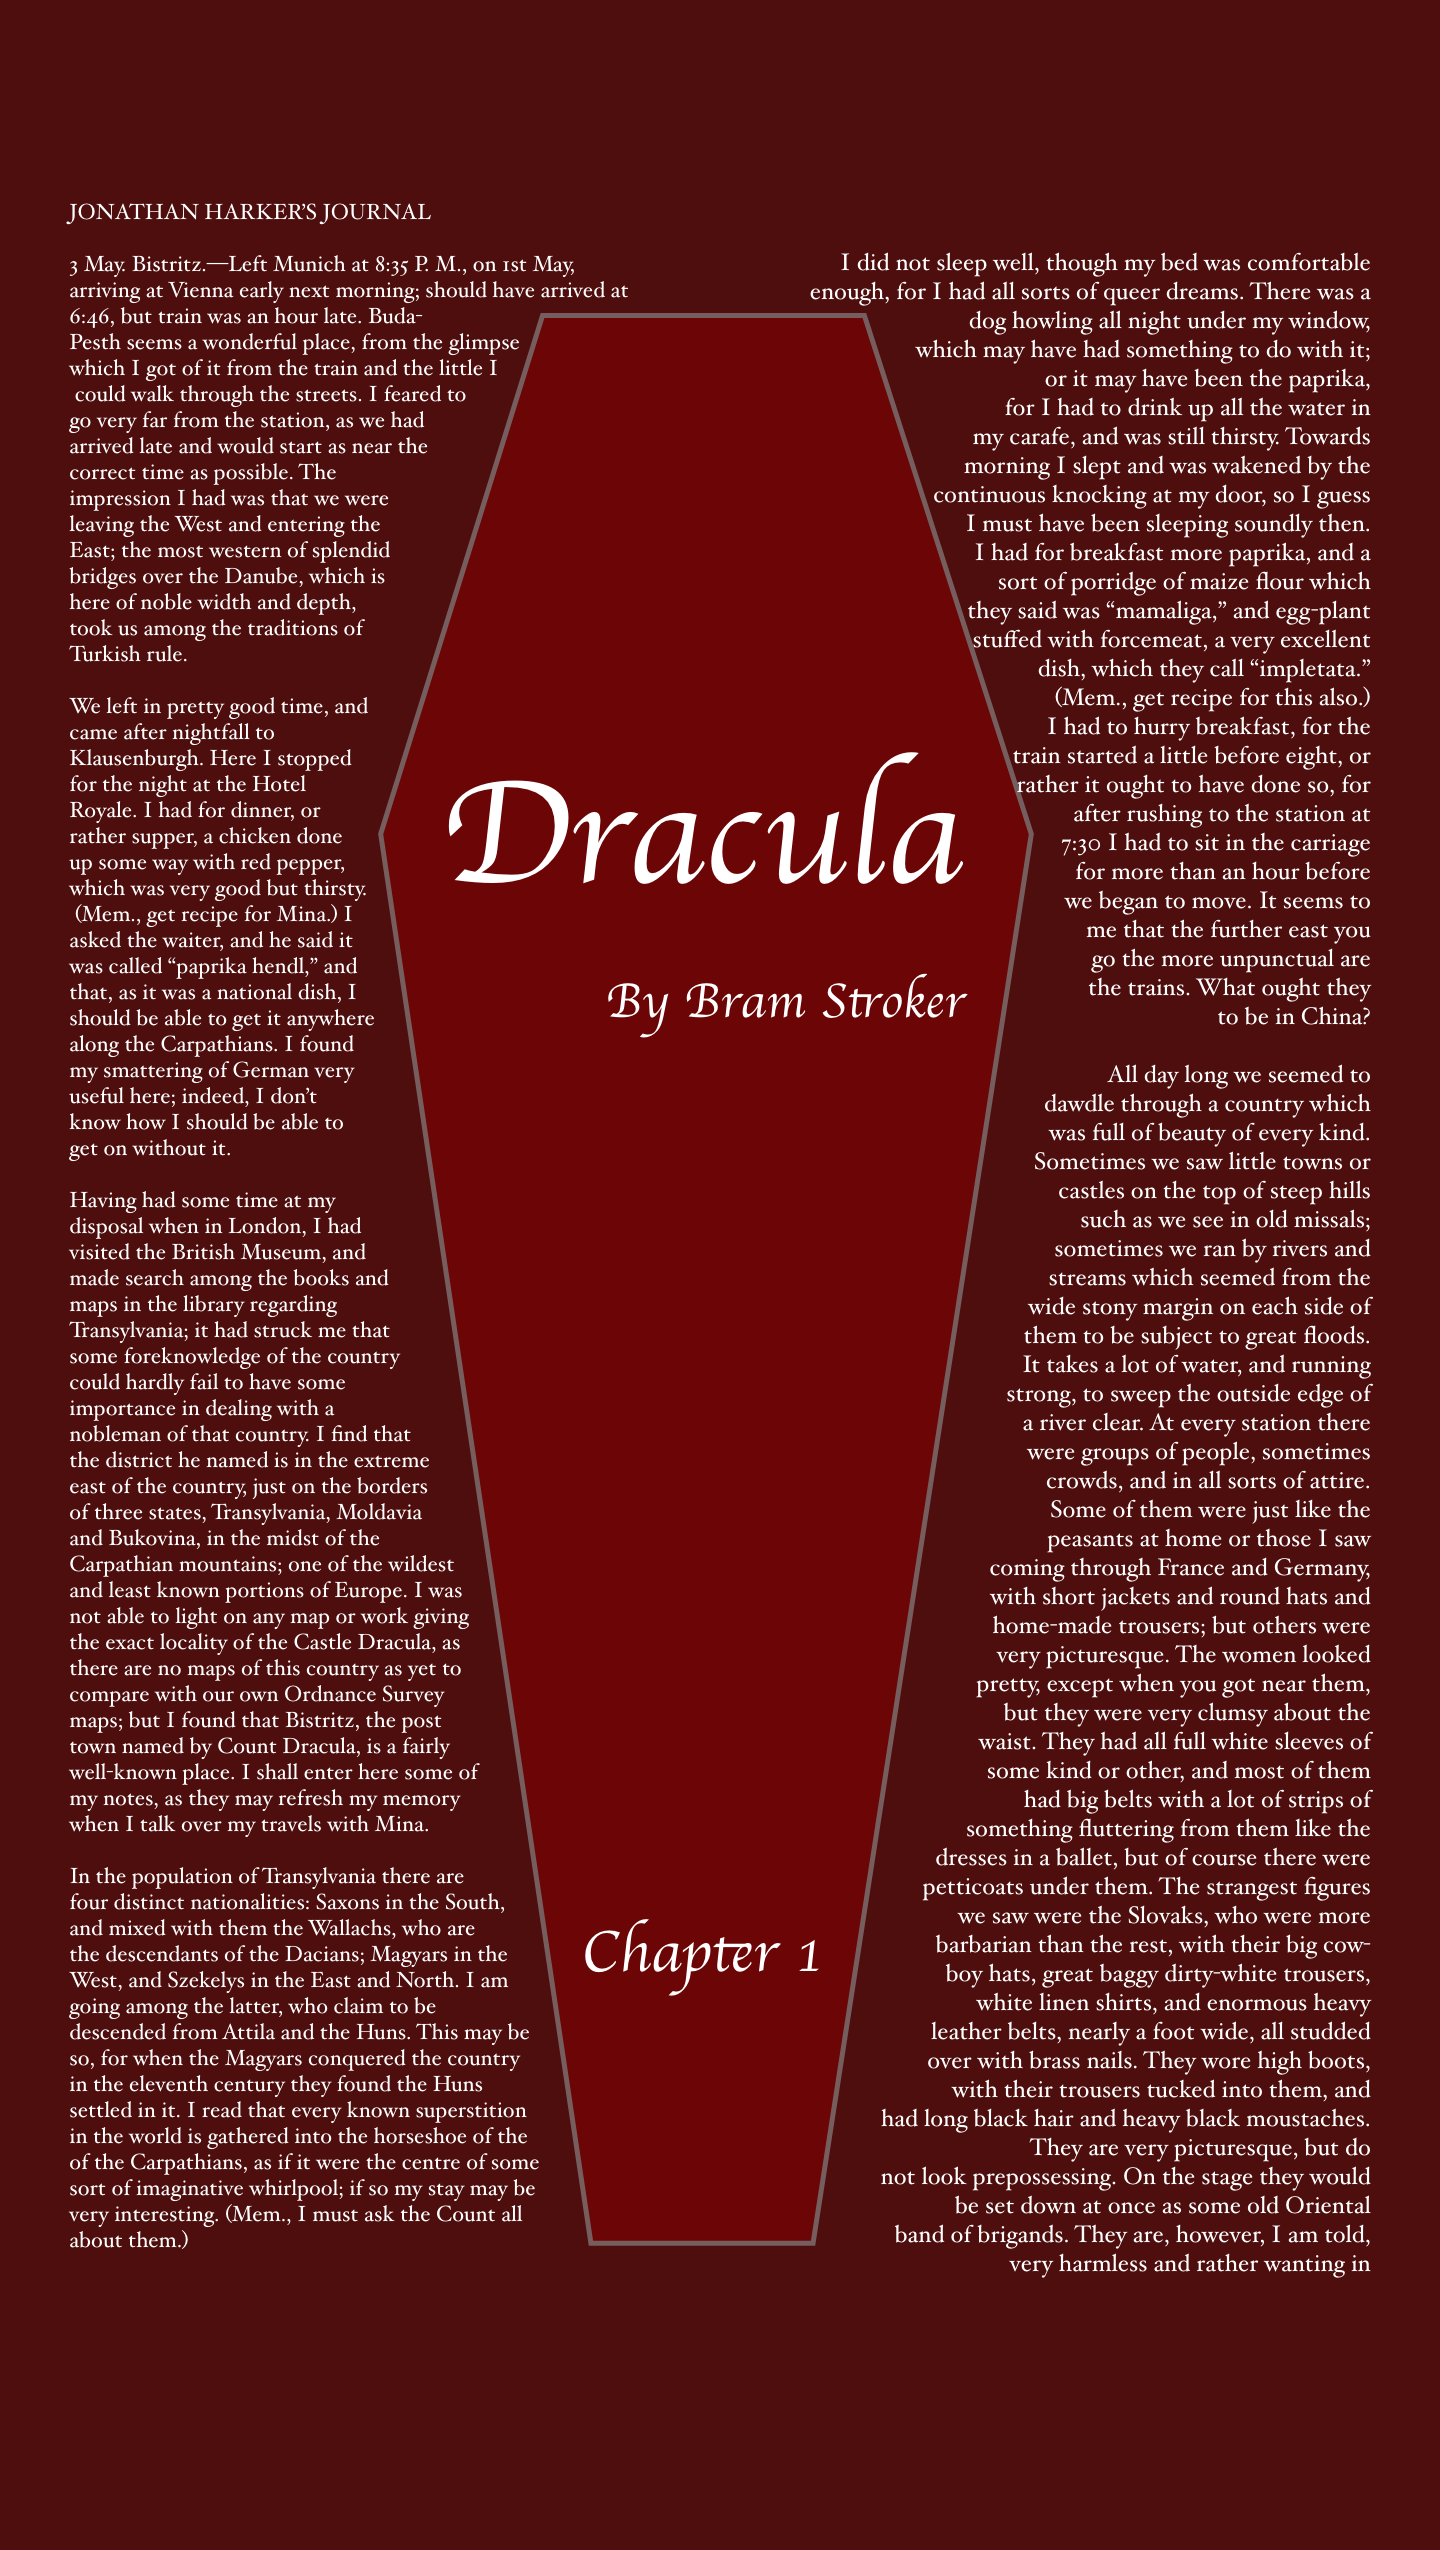 JONATHAN HARKER'S JOURNAL
3 May. Bistritz.—Left Munich at 8:35 P. M., on 1st May,
arriving at Vienna early next morning; should have arrived at
6:46, but train was an hour late. Buda-
Pesth seems a wonderful place, from the glimpse
which I got of it from the train and the little I
could walk through the streets. I feared to
go very far from the station, as we had
arrived late and would start as near the
correct time as possible. The
impression I had was that we were
leaving the West and entering the
East; the most western of splendid
bridges over the Danube, which is
here of noble width and depth,
took us among the traditions of
Turkish rule.
We left in pretty good time, and
came after nightfall to
Klausenburgh. Here I stopped
for the night at the Hotel
Royale. I had for dinner, or
rather supper, a chicken done
up some way with red pepper,
which was very good but thirsty.
(Mem., get recipe for Mina.) I
asked the waiter, and he said it
was called “paprika hendl,” and
that, as it was a national dish, I
should be able to get it anywhere
along the Carpathians. I found
my smattering of German very
useful here; indeed, I don’t
know how I should be able to
get on without it.
Having had some time at my
disposal when in London, I had
visited the British Museum, and
made search among the books and
maps in the library regarding
Transylvania; it had struck me that
some foreknowledge of the country
could hardly fail to have some
importance in dealing with a
nobleman of that country. I find that
the district he named is in the extreme
east of the country, just on the borders
of three states, Transylvania, Moldavia
and Bukovina, in the midst of the
Carpathian mountains; one of the wildest
and least known portions of Europe. I was
not able to light on any map or work giving
the exact locality of the Castle Dracula, as
there are no maps of this country as yet to
compare with our own Ordnance Survey
maps; but I found that Bistritz, the post
town named by Count Dracula, is a fairly
well-known place. I shall enter here some of
my notes, as they may refresh my memory
when I talk over my travels with Mina.
In the population of Transylvania there are
four distinct nationalities: Saxons in the South,
and mixed with them the Wallachs, who are
the descendants of the Dacians; Magyars in the
West, and Szekelys in the East and North. I am
going among the latter, who claim to be
descended from Attila and the Huns. This may be
so, for when the Magyars conquered the country
in the eleventh century they found the Huns
settled in it. I read that every known superstition
in the world is gathered into the horseshoe of the
of the Carpathians, as if it were the centre of some
sort of imaginative whirlpool; if so my stay may be
very interesting. (Mem., I must ask the Count all
about them.)
Dracula
By Bram Stroker
Chapter 1
I did not sleep well, though my bed was comfortable
enough, for I had all sorts of queer dreams. There was a
dog howling all night under my window,
which may have had something to do with it;
or it may have been the paprika,
for I had to drink up all the water in
my carafe, and was still thirsty. Towards
morning I slept and was wakened by the
continuous knocking at my door, so I guess
I must have been sleeping soundly then.
I had for breakfast more paprika, and a
sort of porridge of maize flour which
they said was “mamaliga,” and egg-plant
stuffed with forcemeat, a very excellent
dish, which they call “impletata.”
(Mem., get recipe for this also.)
I had to hurry breakfast, for the
train started a little before eight, or
rather it ought to have done so, for
after rushing to the station at
7:30 I had to sit in the carriage
for more than an hour before
we began to move. It seems to
me that the further east you
go the more unpunctual are
the trains. What ought they
to be in China?
All day long we seemed to
dawdle through a country which
was full of beauty of every kind.
Sometimes we saw little towns or
castles on the top of steep hills
such as we see in old missals;
sometimes we ran by rivers and
streams which seemed from the
wide stony margin on each side of
them to be subject to great floods.
It takes a lot of water, and running
strong, to sweep the outside edge of
a river clear. At every station there
were groups of people, sometimes
crowds, and in all sorts of attire.
Some of them were just like the
peasants at home or those I saw
coming through France and Germany,
with short jackets and round hats and
home-made trousers; but others were
very picturesque. The women looked
pretty, except when you got near them,
but they were very clumsy about the
waist. They had all full white sleeves of
some kind or other, and most of them
had big belts with a lot of strips of
something fluttering from them like the
dresses in a ballet, but of course there were
petticoats under them. The strangest figures
we saw were the Slovaks, who were more
barbarian than the rest, with their big cow-
boy hats, great baggy dirty-white trousers,
white linen shirts, and enormous heavy
leather belts, nearly a foot wide, all studded
over with brass nails. They wore high boots,
with their trousers tucked into them, and
had long black hair and heavy black moustaches.
They are very picturesque, but do
not look prepossessing. On the stage they would
be set down at once as some old Oriental
band of brigands. They are, however, I am told,
very harmless and rather wanting in